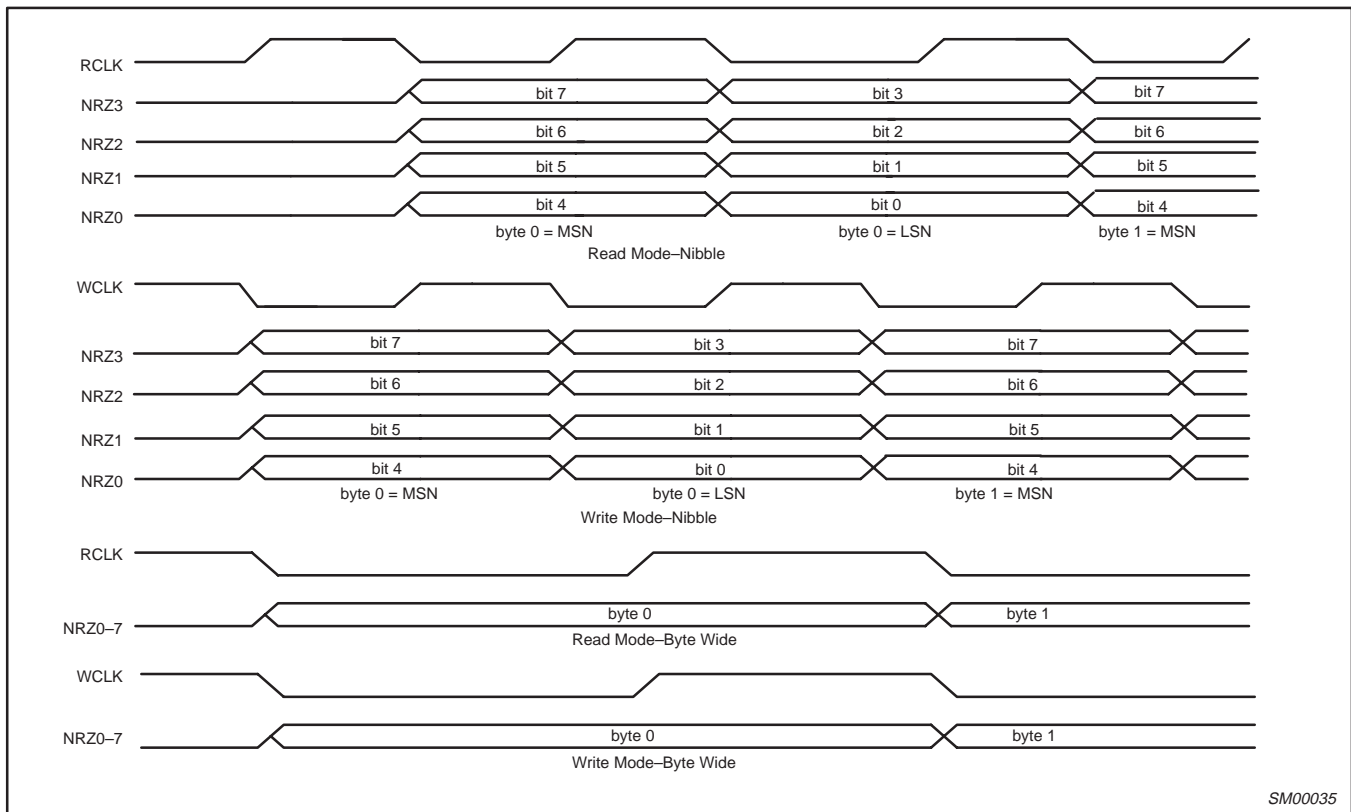 RCLK
NRZ3 bit 7 bit 3 bit 7
NRZ2 bit 6 bit 2 bit 6
NRZ1 bit 5 bit 1 bit 5
NRZ0 bit 4 bit 0 bit 4
byte 0 = MSN byte 0 = LSN byte 1 = MSN
Read Mode–Nibble
WCLK
NRZ3 bit 7 bit 3 bit 7
NRZ2 bit 6 bit 2 bit 6
NRZ1 bit 5 bit 1 bit 5
NRZ0 bit 4 bit 0 bit 4
byte 0 = MSN byte 0 = LSN byte 1 = MSN
Write Mode–Nibble
RCLK
NRZ0–7 byte 0 byte 1
Read Mode–Byte Wide
WCLK
NRZ0–7 byte 0 byte 1
Write Mode–Byte Wide
SM00035